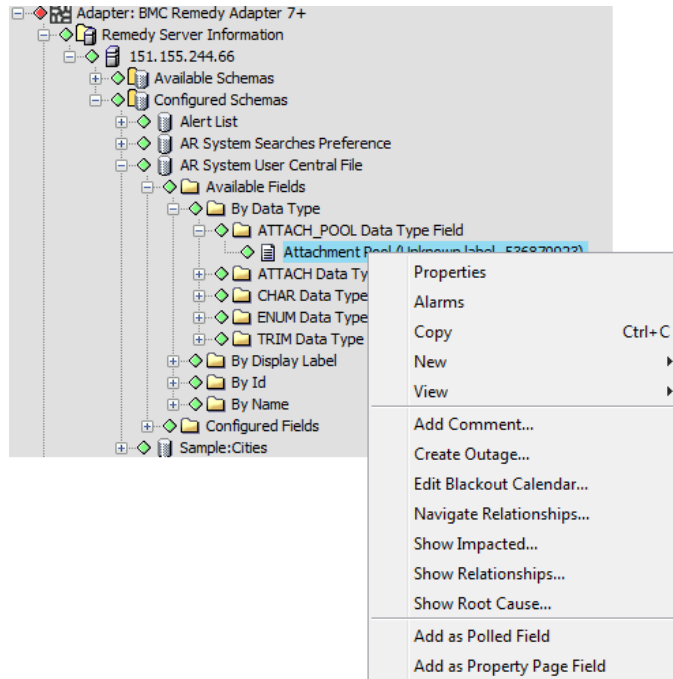 Adapter: BMC Remedy Adapter 7+
Remedy Server Information
151.155.244.66
Available Schemas
Configured Schemas
Alert List
AR System Searches Preference
AR System User Central File
Available Fields
By Data Type
ATTACH_POOL Data Type Field
Attachment Pool (Unknown label, 536870923)
ATTACH Data Ty
CHAR Data Type
ENUM Data Type
TRIM Data Type
By Display Label
By Id
By Name
Configured Fields
Sample:Cities
Properties
Alarms
Copy Ctrl+C
New
View
Add Comment...
Create Outage...
Edit Blackout Calendar...
Navigate Relationships...
Show Impacted...
Show Relationships...
Show Root Cause...
Add as Polled Field
Add as Property Page Field